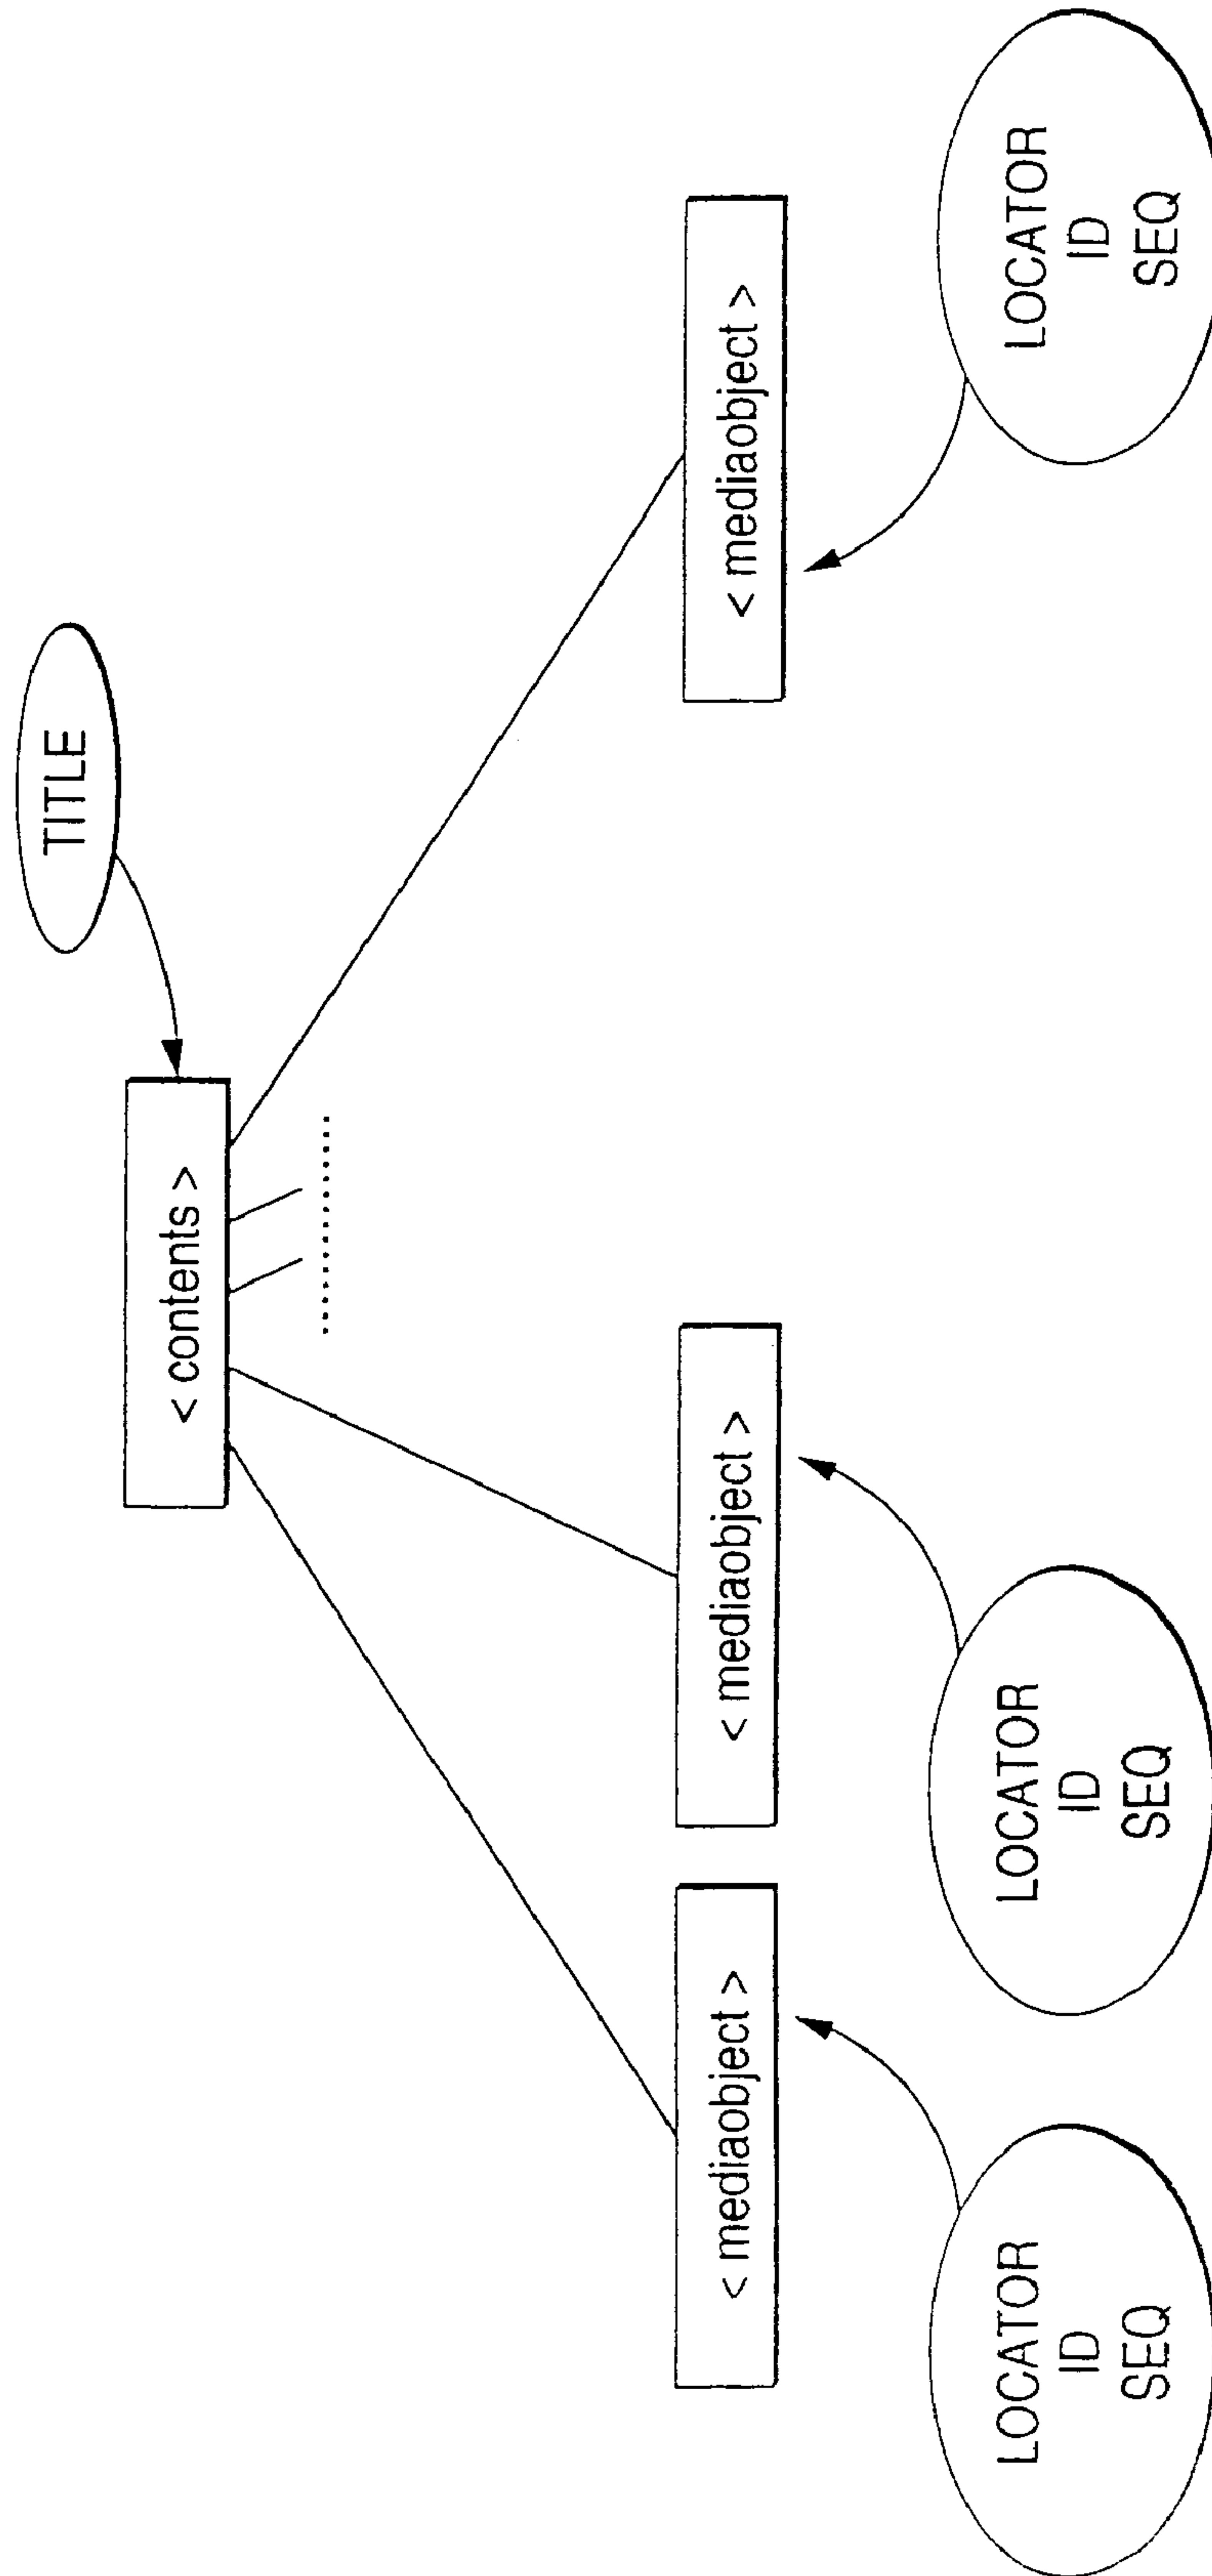 TITLE
< contents >
..............
< mediaobject >
< mediaobject >
< mediaobject >
LOCATOR
ID
SEQ
LOCATOR
ID
SEQ
LOCATOR
ID
SEQ